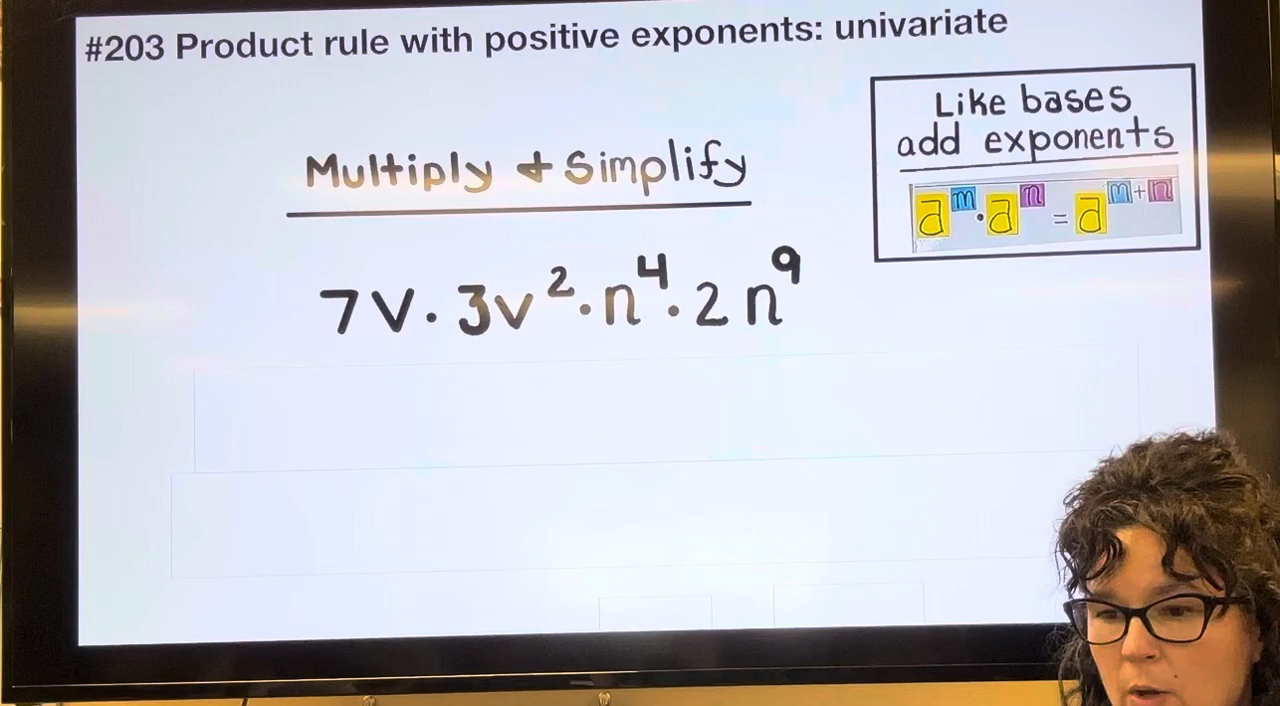 #203 Product rule with positive exponents: univariate
Like bases
add exponents
a^m · a^n = a^m+n
Multiply & Simplify
7v · 3v² · n⁴ · 2n⁹